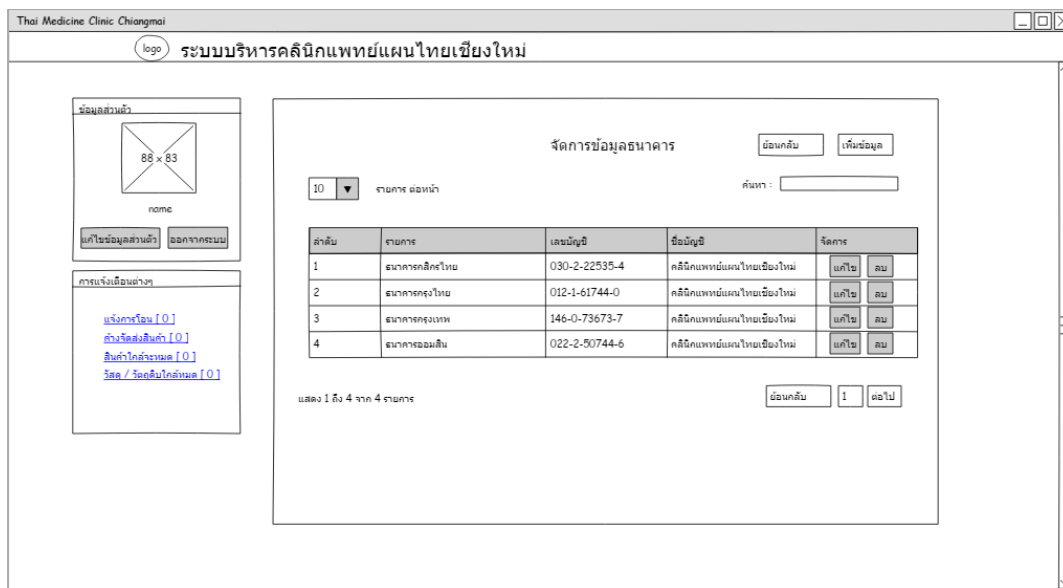 Thai Medicine Clinic Chiangmai
logo ระบบบริหารคลินิกแพทย์แผนไทยเชียงใหม่
ข้อมูลส่วนตัว
88 x 83
name
แก้ไขข้อมูลส่วนตัว ออกจากระบบ
การแจ้งเตือนต่างๆ
แจ้งการโอน [ 0 ]
ค้างจัดส่งสินค้า [ 0 ]
สินค้าใกล้จะหมด [ 0 ]
วัสดุ / วัตถุดิบใกล้หมด [ 0 ]
จัดการข้อมูลธนาคาร ย้อนกลับ เพิ่มข้อมูล
10 รายการ ต่อหน้า ค้นหา :
ลำดับ รายการ เลขบัญชี ชื่อบัญชี จัดการ
1 ธนาคารกสิกรไทย 030-2-22535-4 คลินิกแพทย์แผนไทยเชียงใหม่ แก้ไข ลบ
2 ธนาคารกรุงไทย 012-1-61744-0 คลินิกแพทย์แผนไทยเชียงใหม่ แก้ไข ลบ
3 ธนาคารกรุงเทพ 146-0-73673-7 คลินิกแพทย์แผนไทยเชียงใหม่ แก้ไข ลบ
4 ธนาคารออมสิน 022-2-50744-6 คลินิกแพทย์แผนไทยเชียงใหม่ แก้ไข ลบ
แสดง 1 ถึง 4 จาก 4 รายการ ย้อนกลับ 1 ต่อไป